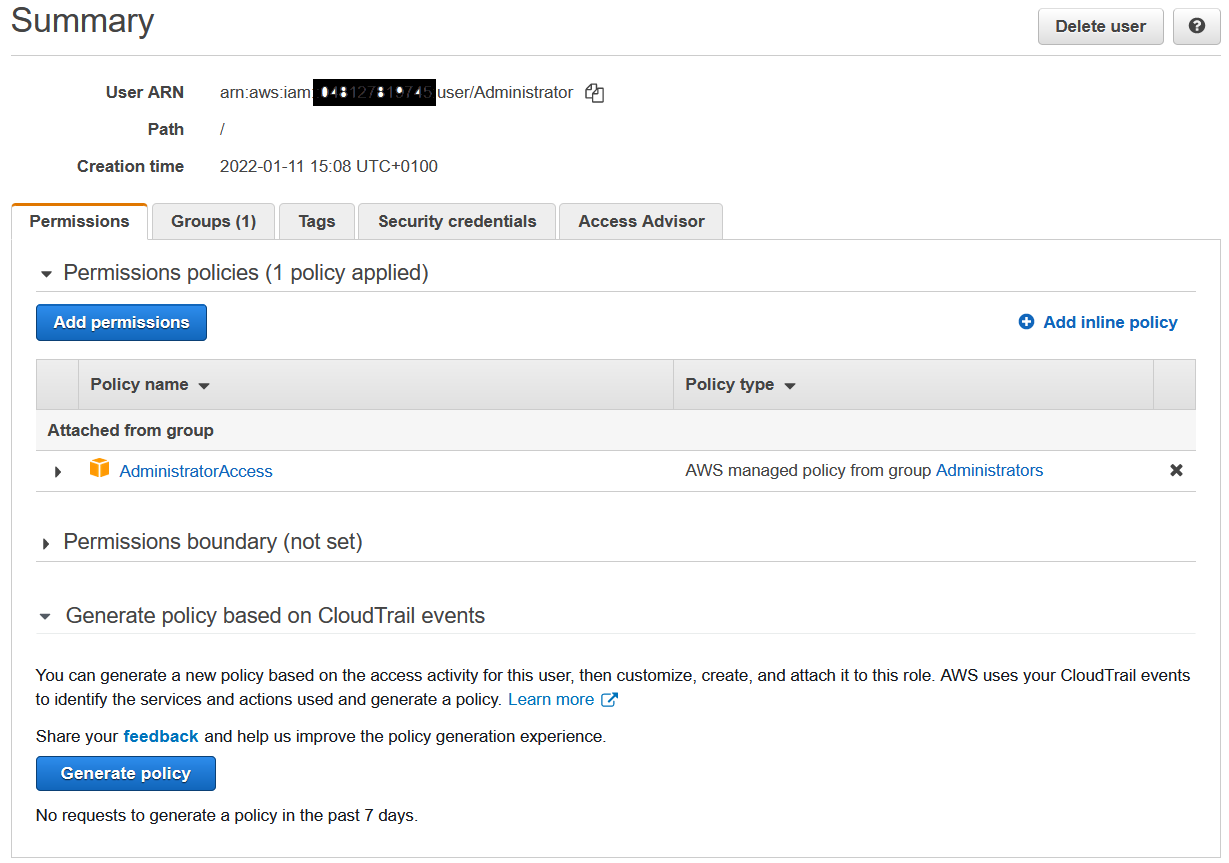 Summary
Delete user
User ARN
arn:aws:iam: user/Administrator
Path
/
Creation time
2022-01-11 15:08 UTC+0100
Permissions
Groups (1)
Tags
Security credentials
Access Advisor
Permissions policies (1 policy applied)
Add permissions
Add inline policy
Policy name
Policy type
Attached from group
AdministratorAccess
AWS managed policy from group Administrators
Permissions boundary (not set)
Generate policy based on CloudTrail events
You can generate a new policy based on the access activity for this user, then customize, create, and attach it to this role. AWS uses your CloudTrail events
to identify the services and actions used and generate a policy. Learn more
Share your feedback and help us improve the policy generation experience.
Generate policy
No requests to generate a policy in the past 7 days.